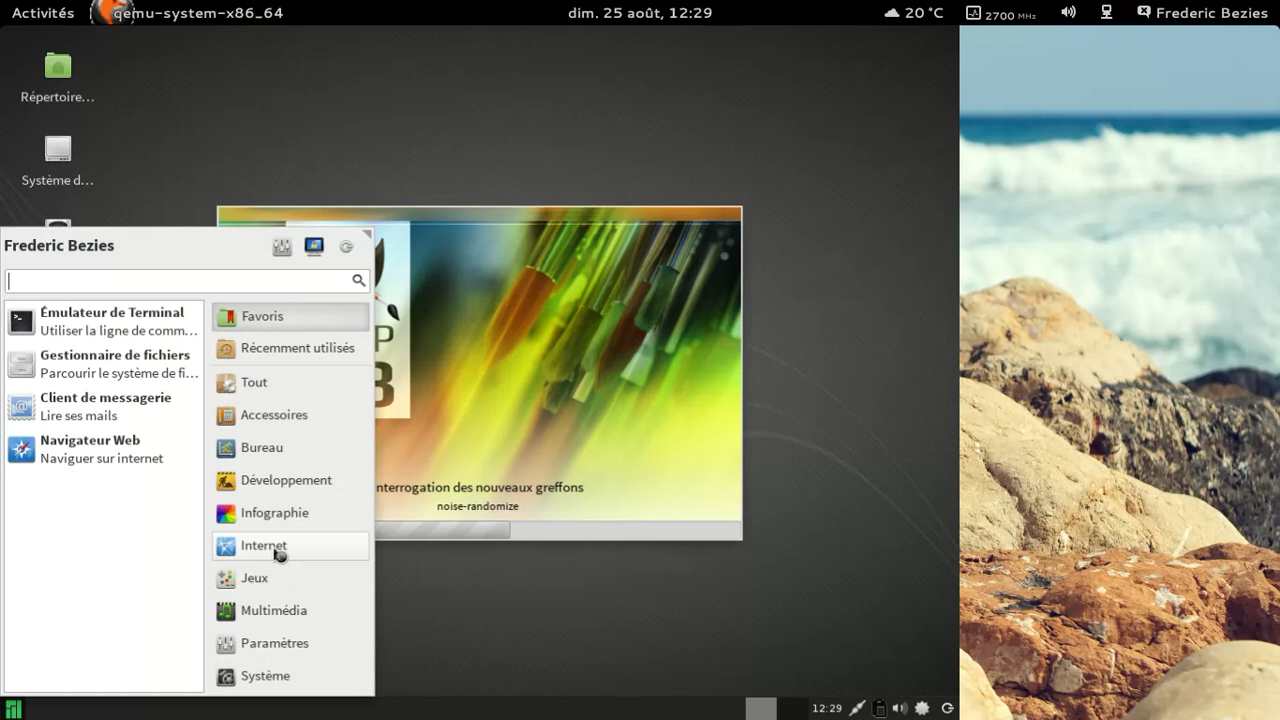 Activités
qemu-system-x86_64
dim. 25 août, 12:29
20 °C
2700 MHz
Frederic Bezies
Répertoire…
Système d…
Frederic Bezies
Émulateur de Terminal
Utiliser la ligne de comm…
Gestionnaire de fichiers
Parcourir le système de fi…
Client de messagerie
Lire ses mails
Navigateur Web
Naviguer sur internet
Favoris
Récemment utilisés
Tout
Accessoires
Bureau
Développement
Infographie
Internet
Jeux
Multimédia
Paramètres
Système
P
8
nterrogation des nouveaux greffons
noise-randomize
12:29